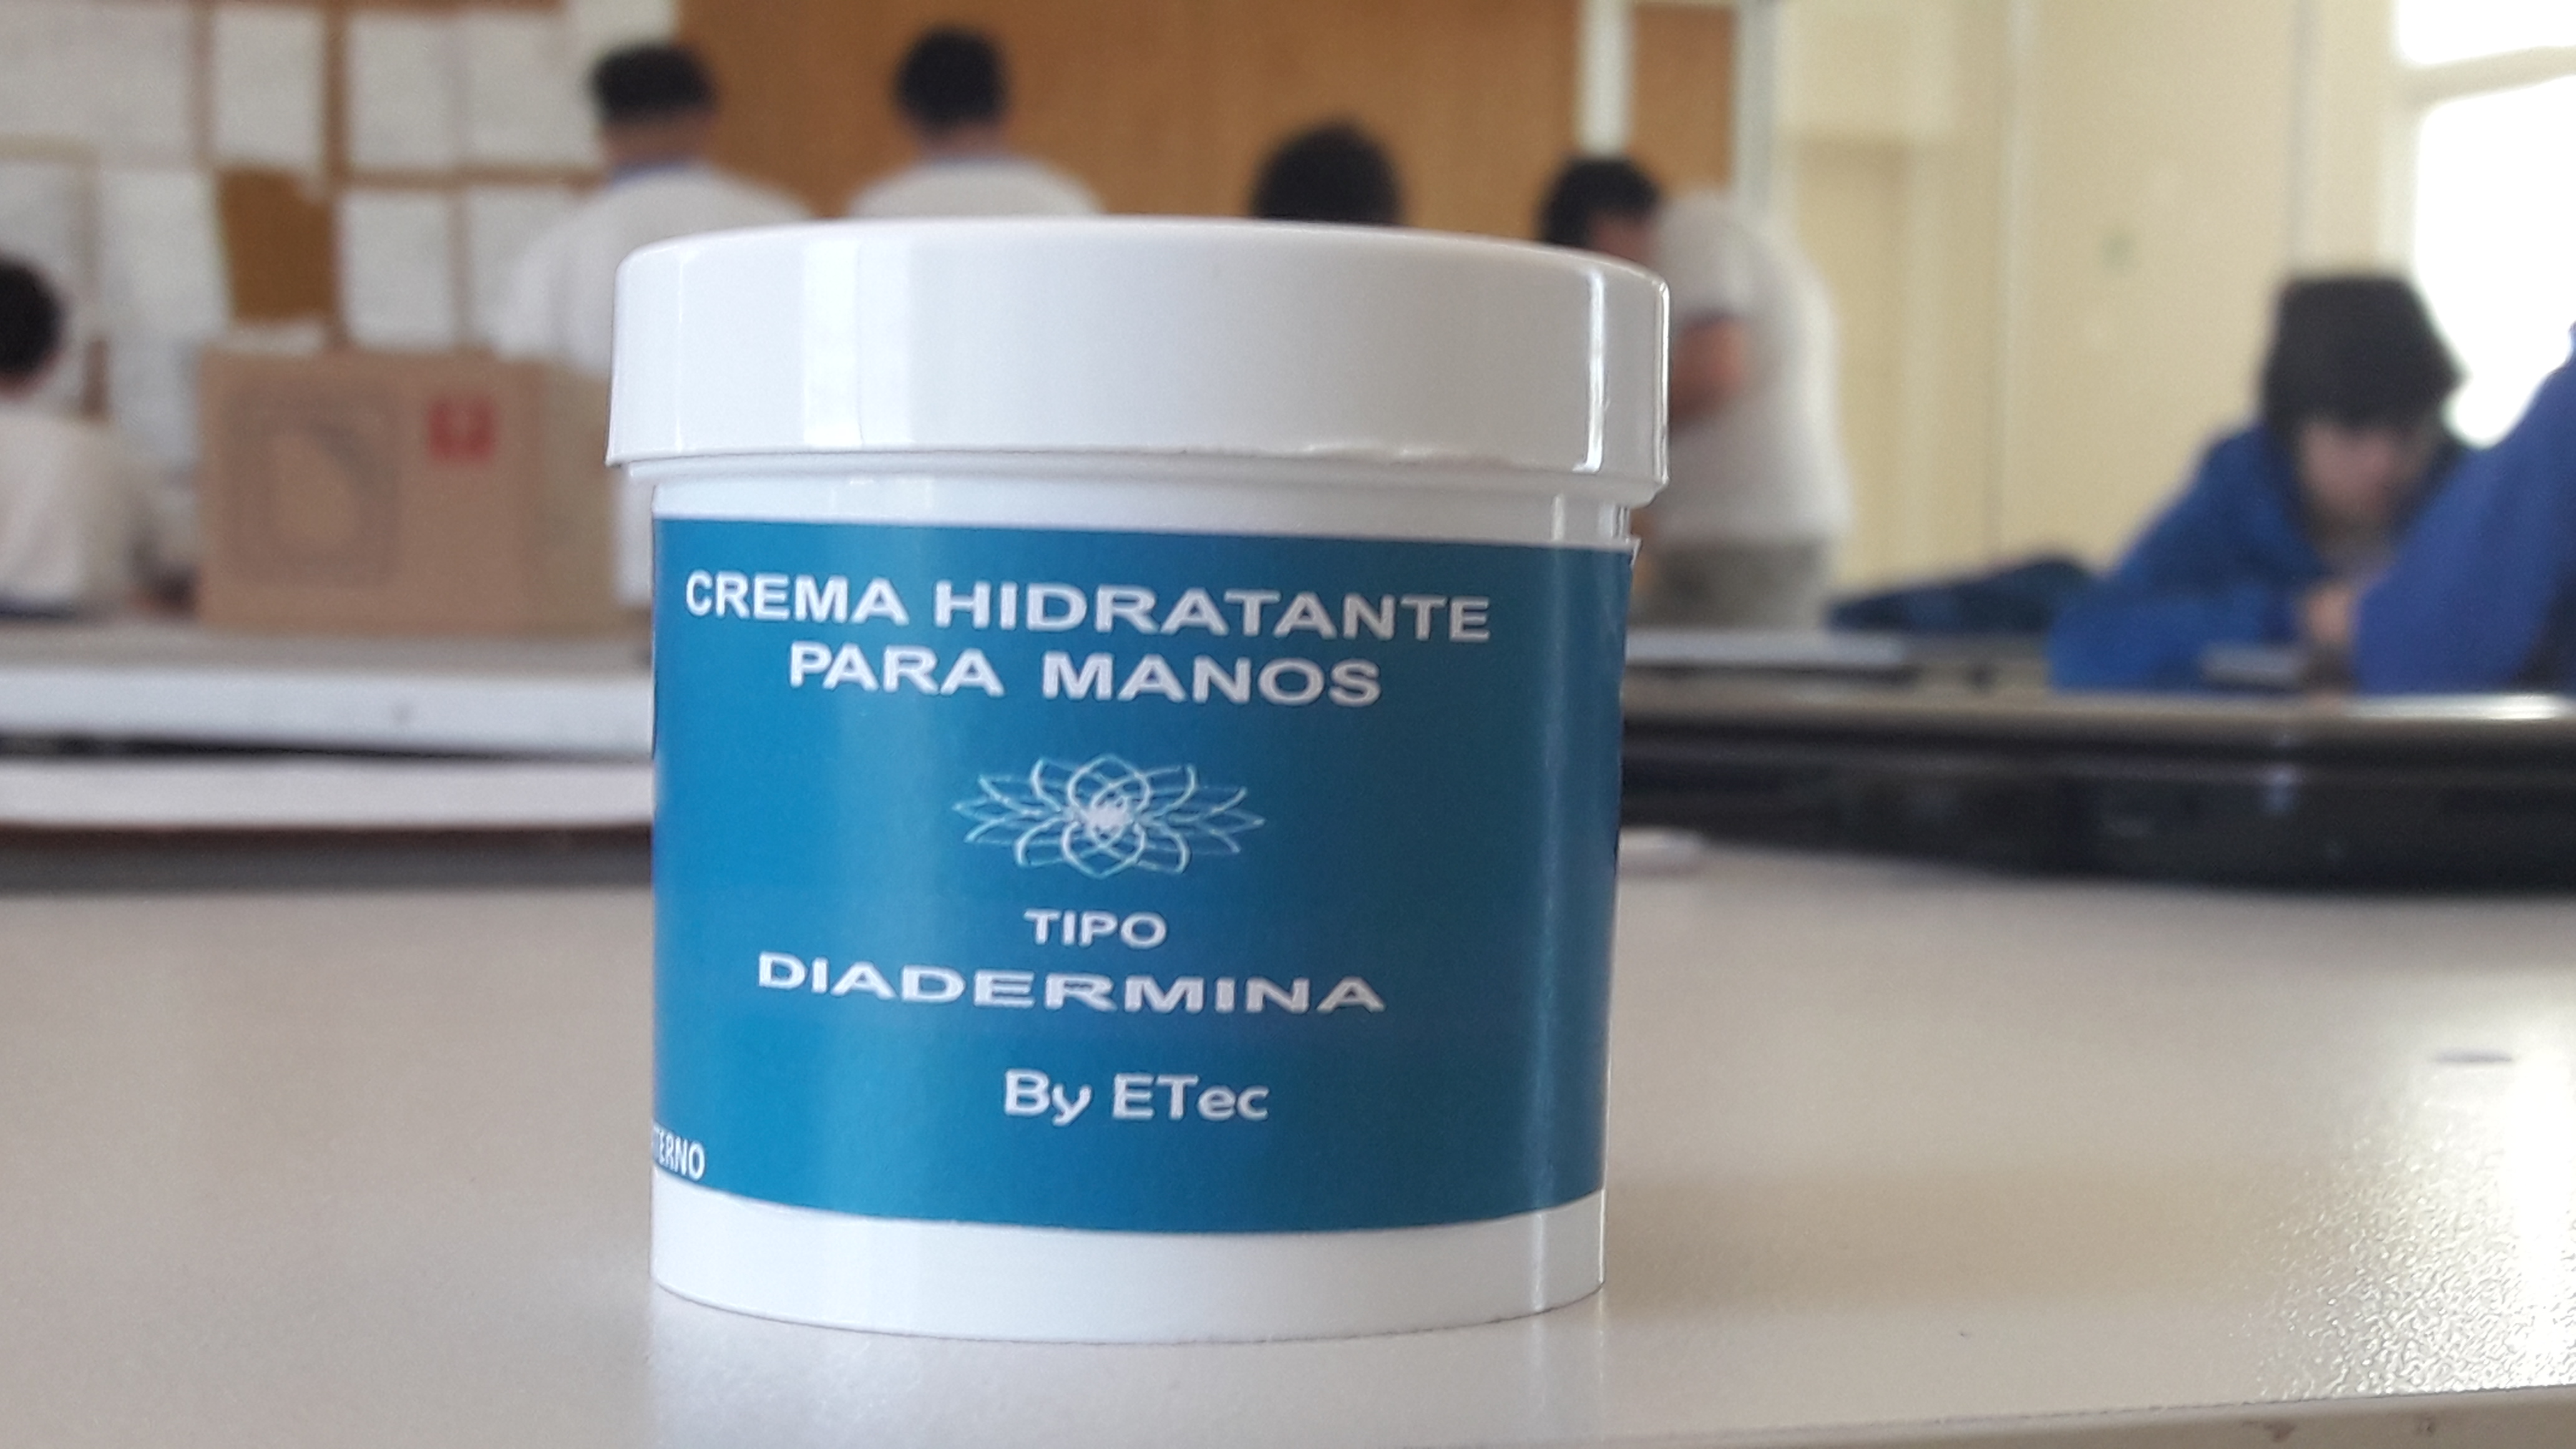 CREMA HIDRATANTE
PARA MANOS
TIPO
DIADERMINA
By ETec